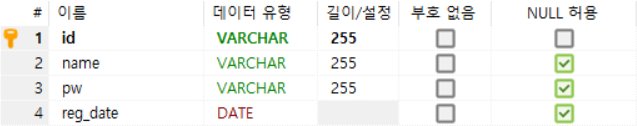 # 이름 데이터 유형 길이/설정 부호 없음 NULL 허용
1 id VARCHAR 255
2 name VARCHAR 255
3 pw VARCHAR 255
4 reg_date DATE